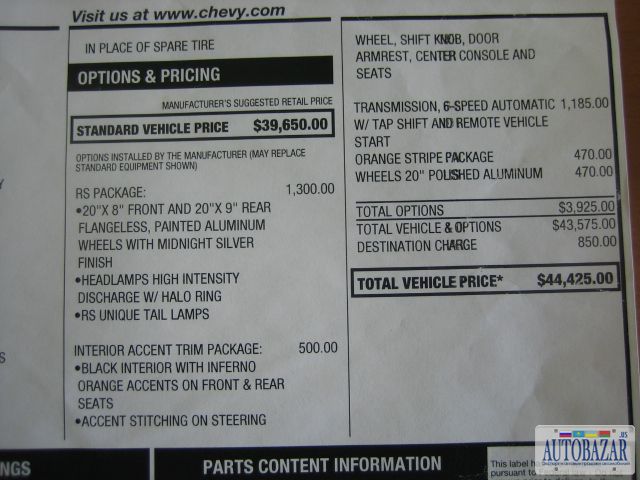 Visit us at www.chevy.com
IN PLACE OF SPARE TIRE
OPTIONS & PRICING
MANUFACTURER'S SUGGESTED RETAIL PRICE
STANDARD VEHICLE PRICE $39,650.00
OPTIONS INSTALLED BY THE MANUFACTURER (MAY REPLACE
STANDARD EQUIPMENT SHOWN)
RS PACKAGE: 1,300.00
•20"X 8" FRONT AND 20"X 9" REAR
FLANGELESS, PAINTED ALUMINUM
WHEELS WITH MIDNIGHT SILVER
FINISH
•HEADLAMPS HIGH INTENSITY
DISCHARGE W/ HALO RING
•RS UNIQUE TAIL LAMPS
INTERIOR ACCENT TRIM PACKAGE: 500.00
•BLACK INTERIOR WITH INFERNO
ORANGE ACCENTS ON FRONT & REAR
SEATS
•ACCENT STITCHING ON STEERING
WHEEL, SHIFT KNOB, DOOR
ARMREST, CENTER CONSOLE AND
SEATS
TRANSMISSION, 6-SPEED AUTOMATIC 1,185.00
W/ TAP SHIFT AND REMOTE VEHICLE
START
ORANGE STRIPE PACKAGE 470.00
WHEELS 20" POLISHED ALUMINUM 470.00
TOTAL OPTIONS $3,925.00
TOTAL VEHICLE & OPTIONS $43,575.00
DESTINATION CHARGE 850.00
TOTAL VEHICLE PRICE* $44,425.00
NGS
PARTS CONTENT INFORMATION
This label h
pursuant to
AUTOBAZAR
.US